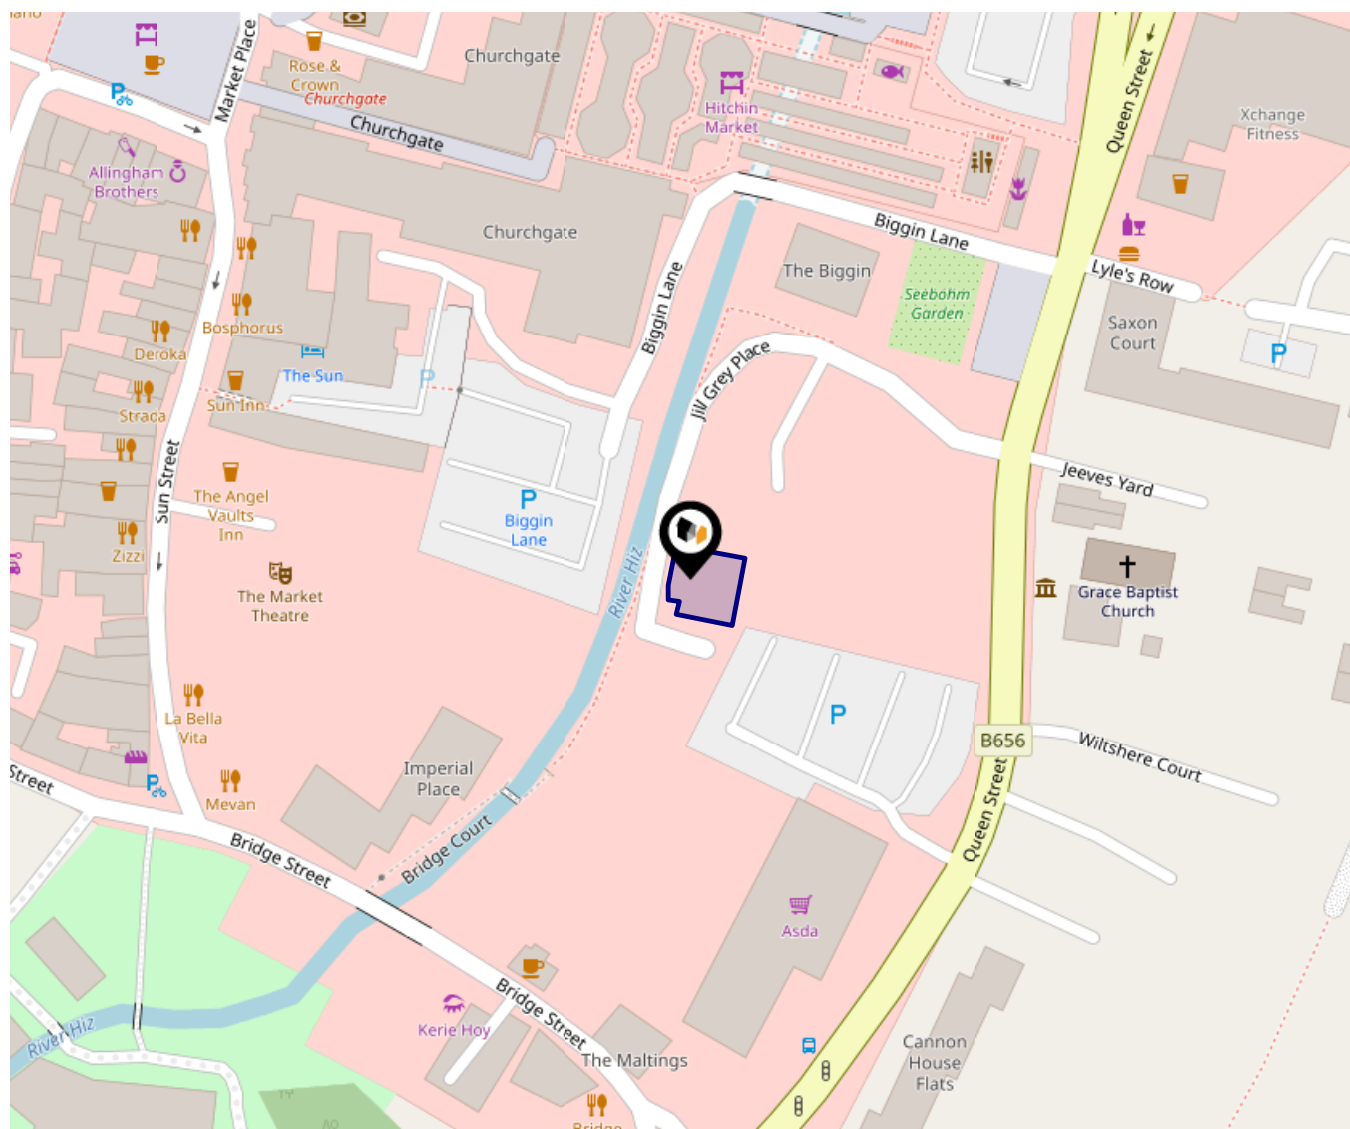 Market Place
Rose &
Crown
Churchgate
Churchgate
Churchgate
Hitchin
Market
Queen Street
Xchange
Fitness
P
Allingham
Brothers
Churchgate
Biggin Lane
The Biggin
Seebohm
Garden
Lyle's Row
Saxon
Court
P
Bosphorus
Deroka
The Sun
P
Biggin Lane
Strada
Sun Inn
Jill Grey Place
Sun Street
The Angel
Vaults
Inn
P
Biggin
Lane
Jeeves Yard
Zizzi
The Market
Theatre
River Hiz
Grace Baptist
Church
La Bella
Vita
P
B656
Wiltshere Court
Street
P
Mevan
Imperial
Place
Bridge Street
Bridge Court
Queen Street
Asda
Bridge Street
Kerie Hoy
The Maltings
River Hiz
Cannon
House
Flats
Bridge